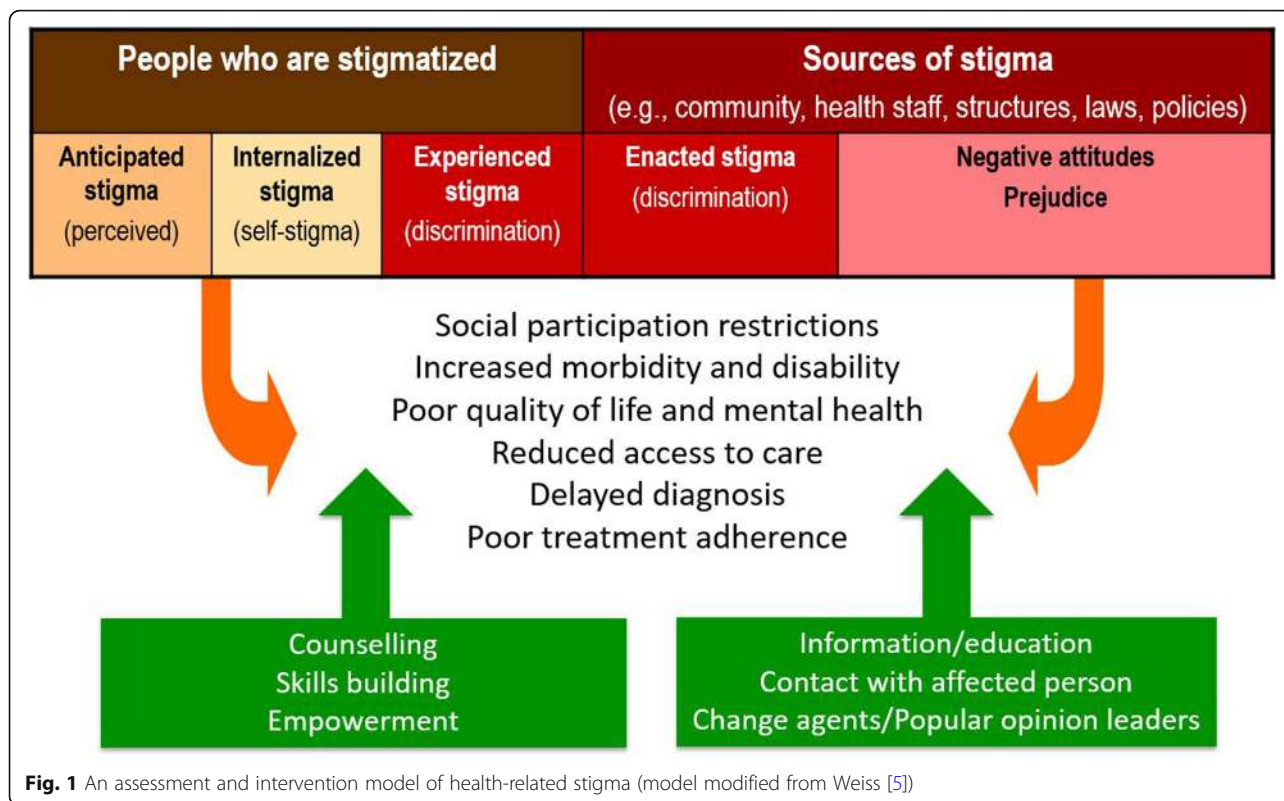 People who are stigmatized
Sources of stigma
(e.g., community, health staff, structures, laws, policies)
Anticipated
stigma
(perceived)
Internalized
stigma
(self-stigma)
Experienced
stigma
(discrimination)
Enacted stigma
(discrimination)
Negative attitudes
Prejudice
Social participation restrictions
Increased morbidity and disability
Poor quality of life and mental health
Reduced access to care
Delayed diagnosis
Poor treatment adherence
Counselling
Skills building
Empowerment
Information/education
Contact with affected person
Change agents/Popular opinion leaders
Fig. 1 An assessment and intervention model of health-related stigma (model modified from Weiss [5])